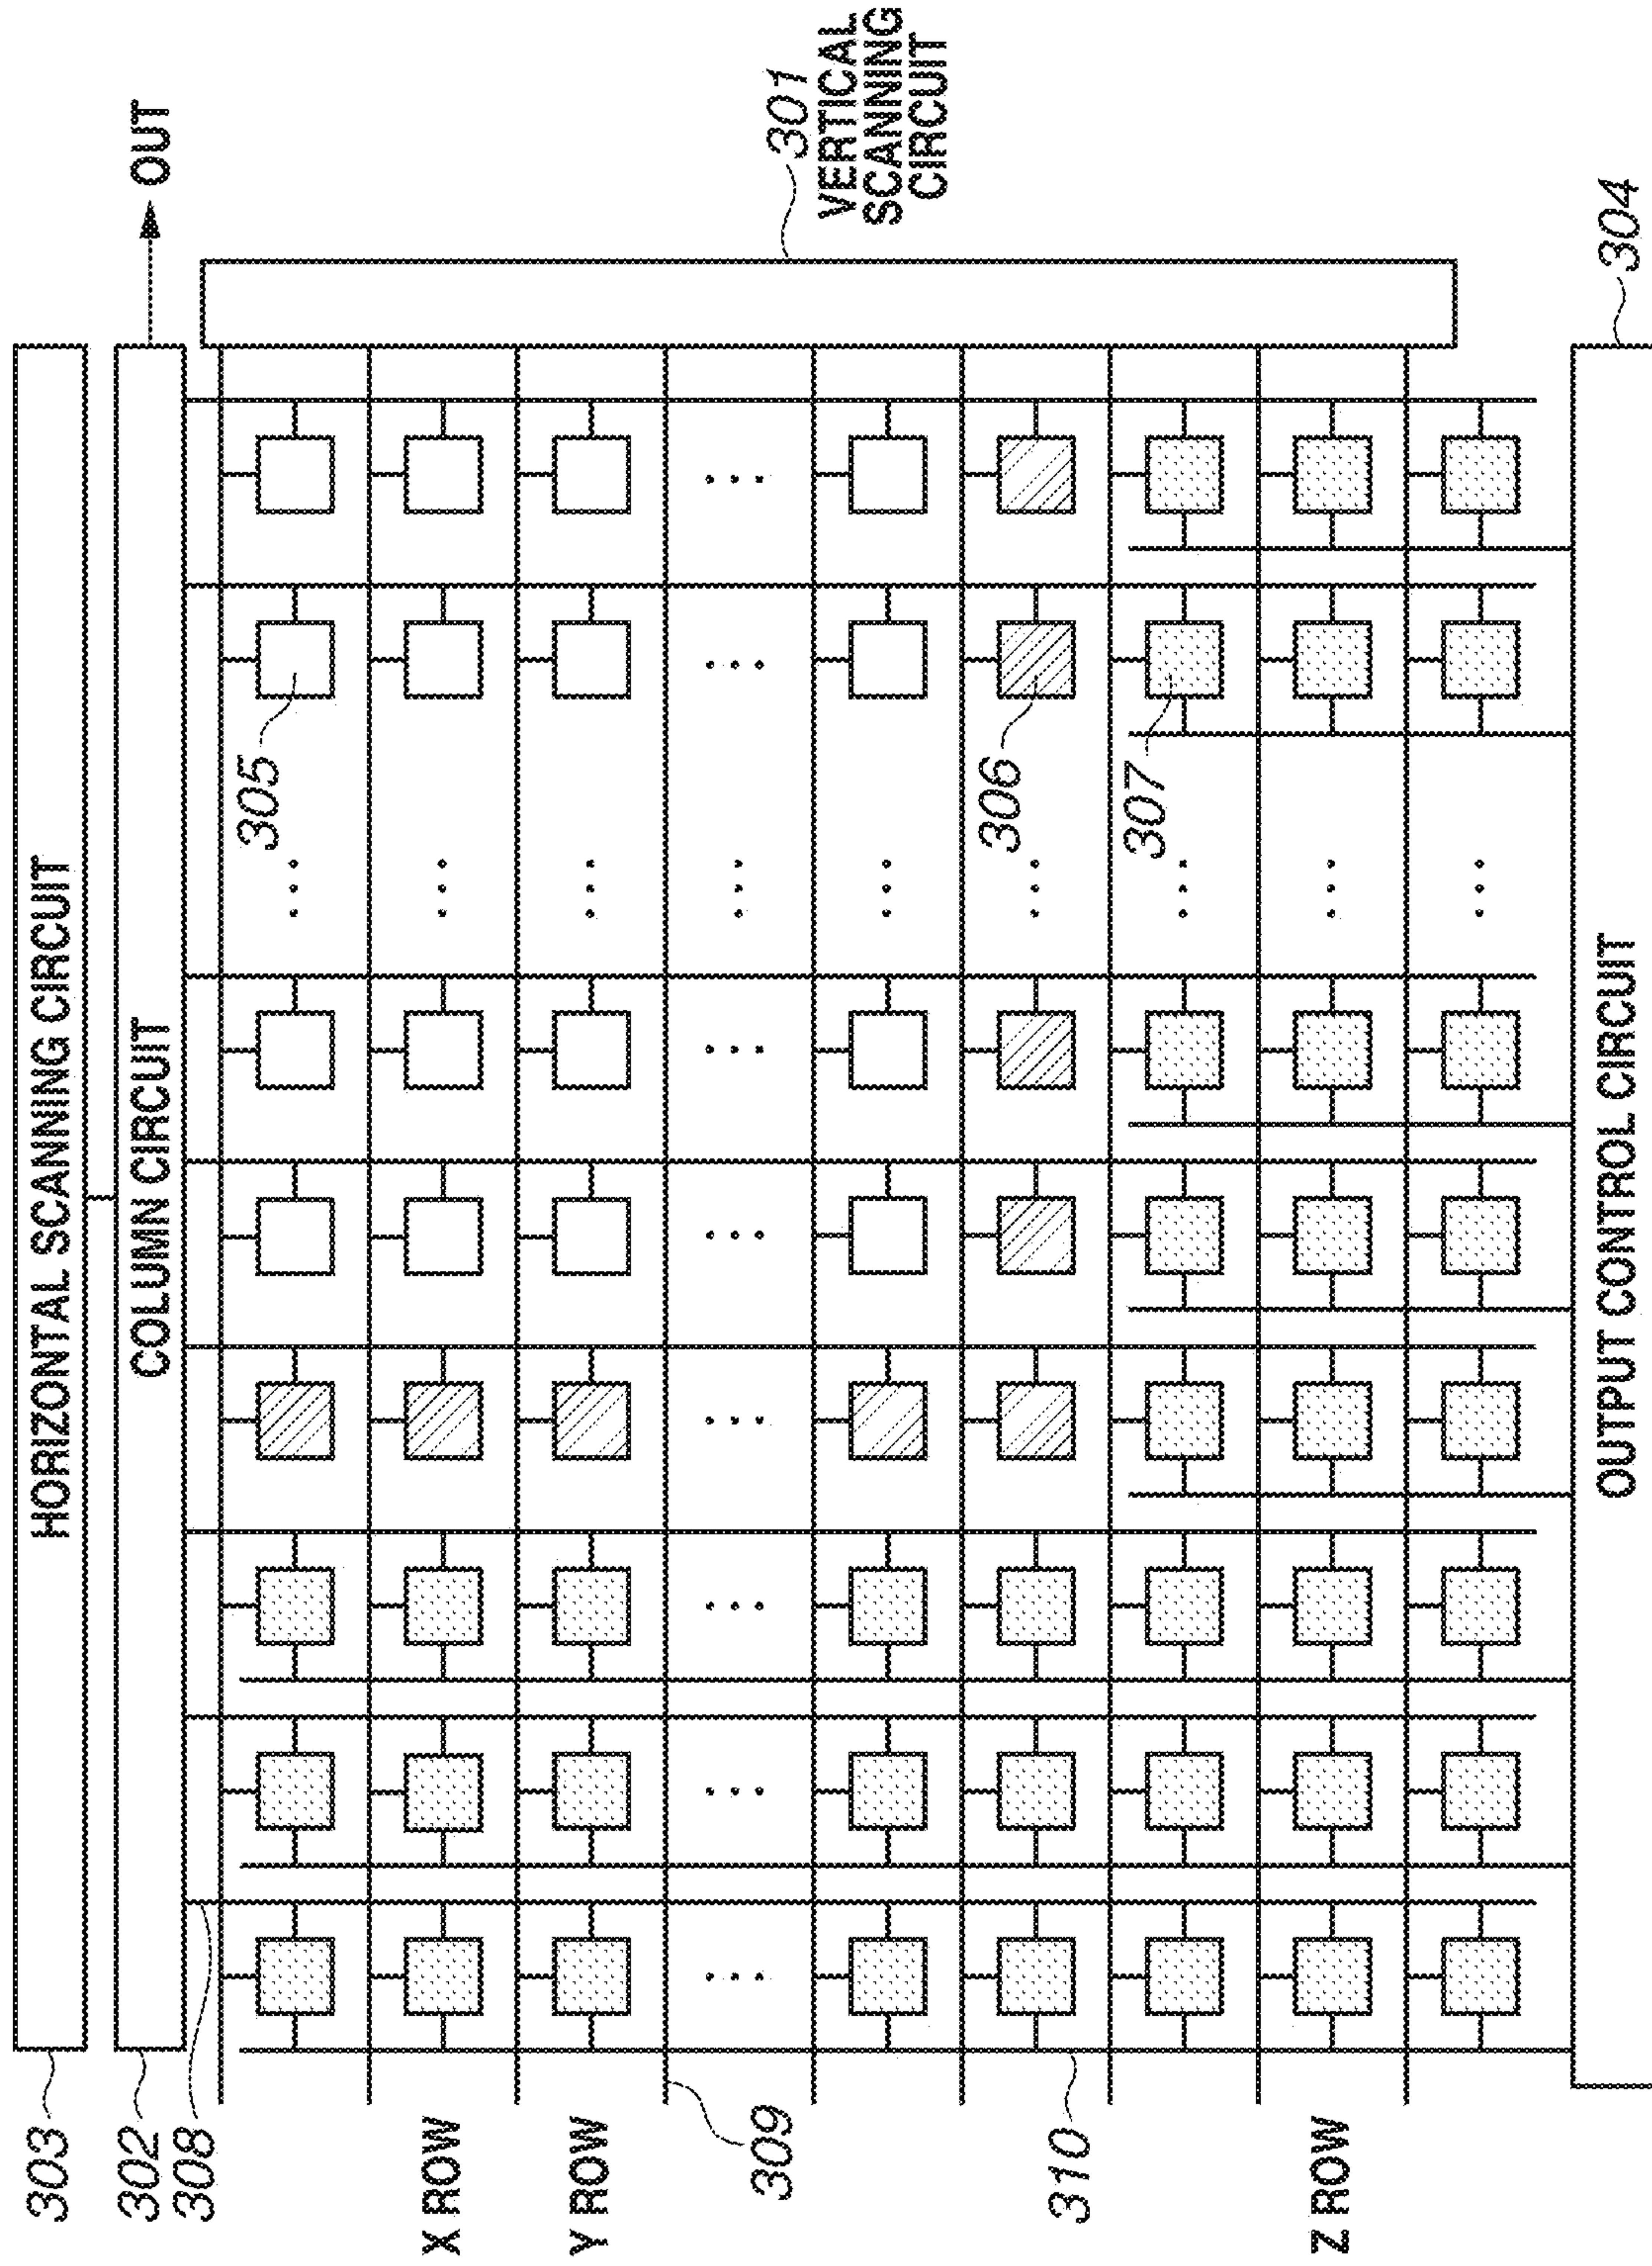 303
HORIZONTAL SCANNING CIRCUIT
302
COLUMN CIRCUIT
OUT
308
301
VERTICAL
SCANNING
CIRCUIT
305
X ROW
Y ROW
309
306
310
307
Z ROW
OUTPUT CONTROL CIRCUIT
304